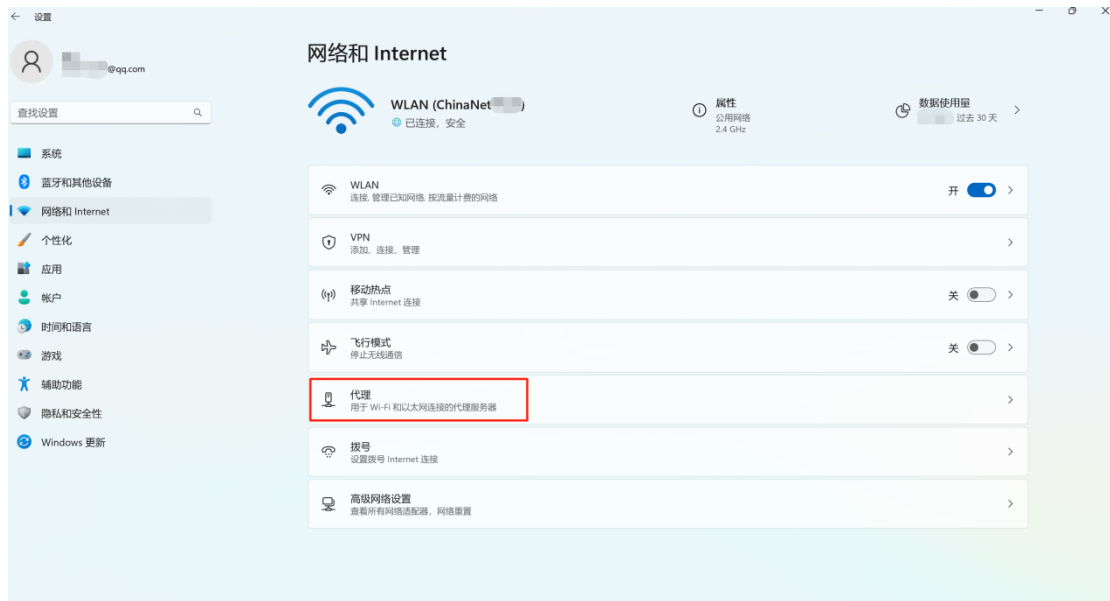 设置
@qq.com
查找设置
系统
蓝牙和其他设备
网络和 Internet
个性化
应用
帐户
时间和语言
游戏
辅助功能
隐私和安全性
Windows 更新
网络和 Internet
WLAN (ChinaNet )
已连接，安全
属性
公用网络
2.4 GHz
数据使用量
过去 30 天
WLAN
连接, 管理已知网络, 按流量计费的网络
开
VPN
添加、连接、管理
移动热点
共享 Internet 连接
关
飞行模式
停止无线通信
关
代理
用于 Wi-Fi 和以太网连接的代理服务器
拨号
设置拨号 Internet 连接
高级网络设置
查看所有网络适配器，网络重置